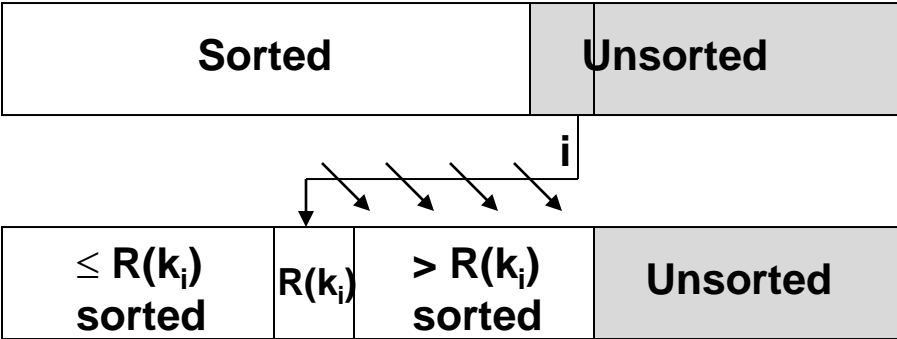 Sorted Unsorted
i
≤ R(kᵢ) R(kᵢ) > R(kᵢ) Unsorted
sorted sorted